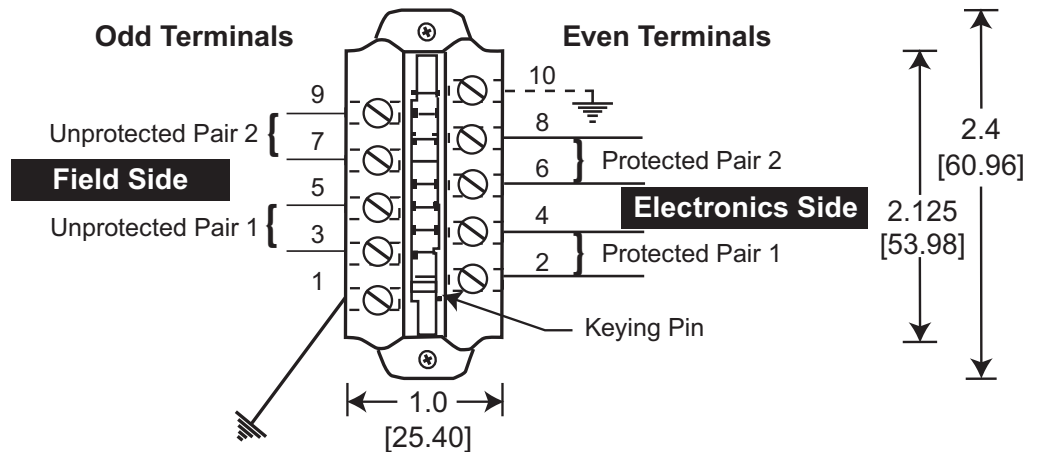 Odd Terminals
Even Terminals
9
10
Unprotected Pair 2
7
8
Protected Pair 2
6
Field Side
5
Electronics Side
Unprotected Pair 1
3
4
Protected Pair 1
1
2
Keying Pin
2.4
[60.96]
2.125
[53.98]
1.0
[25.40]